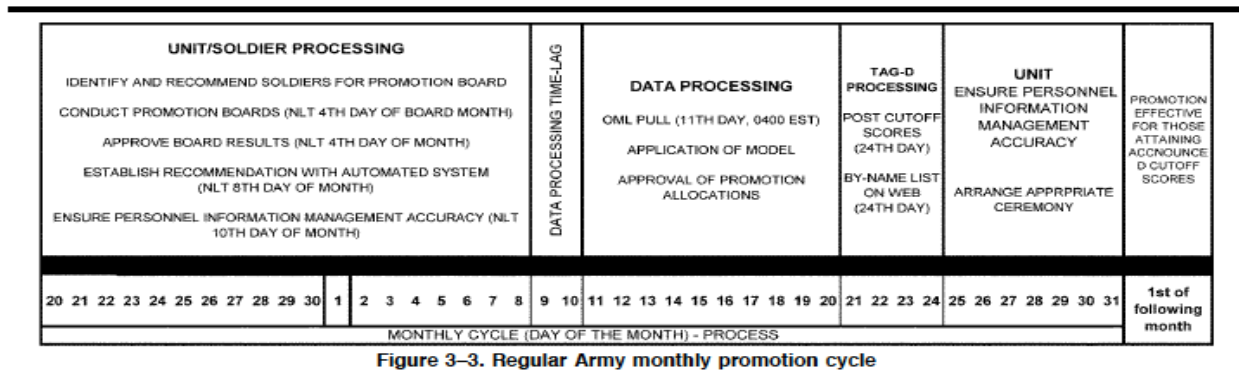 UNIT/SOLDIER PROCESSING
IDENTIFY AND RECOMMEND SOLDIERS FOR PROMOTION BOARD
CONDUCT PROMOTION BOARDS (NLT 4TH DAY OF BOARD MONTH)
APPROVE BOARD RESULTS (NLT 4TH DAY OF MONTH)
ESTABLISH RECOMMENDATION WITH AUTOMATED SYSTEM
(NLT 8TH DAY OF MONTH)
ENSURE PERSONNEL INFORMATION MANAGEMENT ACCURACY (NLT
10TH DAY OF MONTH)
DATA PROCESSING TIME-LAG
DATA PROCESSING
OML PULL (11TH DAY, 0400 EST)
APPLICATION OF MODEL
APPROVAL OF PROMOTION
ALLOCATIONS
TAG-D
PROCESSING
POST CUTOFF
SCORES
(24TH DAY)
BY-NAME LIST
ON WEB
(24TH DAY)
UNIT
ENSURE PERSONNEL
INFORMATION
MANAGEMENT
ACCURACY
ARRANGE APPRPRIATE
CEREMONY
PROMOTION
EFFECTIVE
FOR THOSE
ATTAINING
ACCNOUNCE
D CUTOFF
SCORES
20 21 22 23 24 25 26 27 28 29 30 1 2 3 4 5 6 7 8 9 10 11 12 13 14 15 16 17 18 19 20 21 22 23 24 25 26 27 28 29 30 31
1st of
following
month
MONTHLY CYCLE (DAY OF THE MONTH) - PROCESS
Figure 3–3. Regular Army monthly promotion cycle